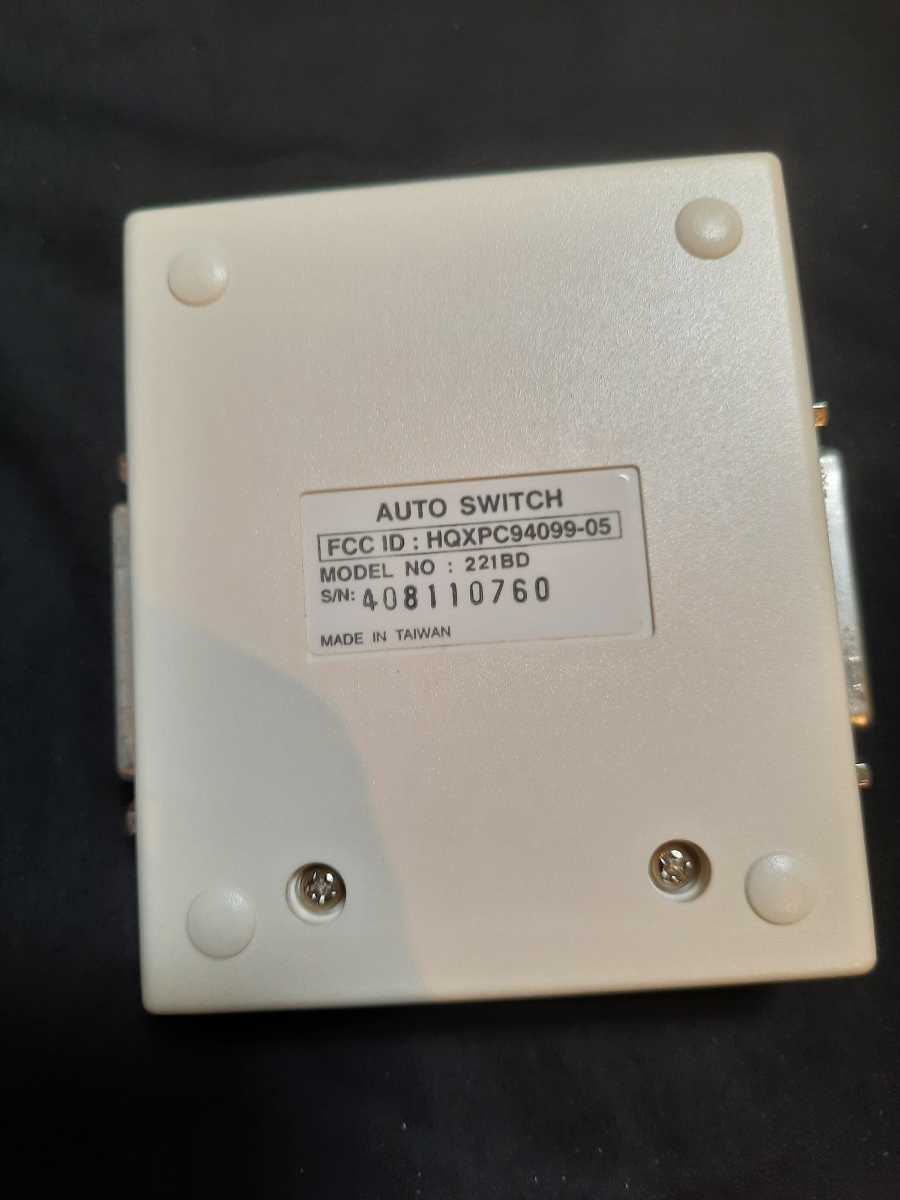 AUTO SWITCH
FCC ID : HQXPC94099-05
MODEL NO : 221BD
S/N: 408110760
MADE IN TAIWAN